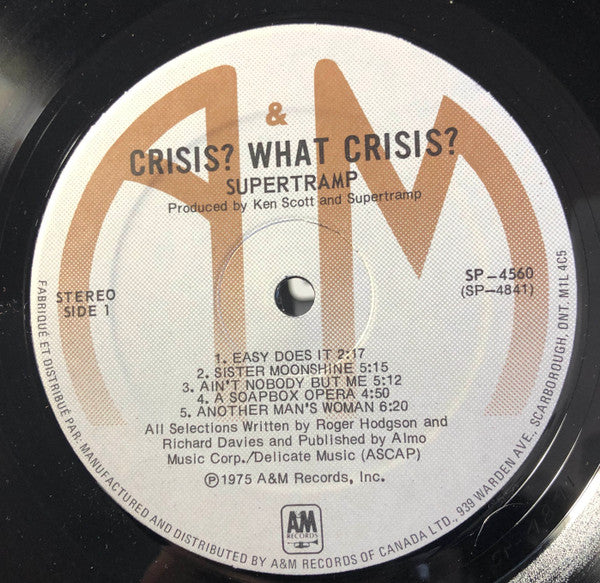 A & M
CRISIS? WHAT CRISIS?
SUPERTRAMP
Produced by Ken Scott and Supertramp
STEREO
SIDE 1
SP–4560
(SP–4841)
1. EASY DOES IT 2:17
2. SISTER MOONSHINE 5:15
3. AIN'T NOBODY BUT ME 5:12
4. A SOAPBOX OPERA 4:50
5. ANOTHER MAN'S WOMAN 6:20
All Selections Written by Roger Hodgson and
Richard Davies and Published by Almo
Music Corp./Delicate Music (ASCAP)
Ⓟ1975 A&M Records, Inc.
A&M
RECORDS
FABRIQUÉ ET DISTRIBUÉ PAR. MANUFACTURED AND DISTRIBUTED BY A&M RECORDS OF CANADA LTD., 939 WARDEN AVE., SCARBOROUGH, ONT. M1L 4C5